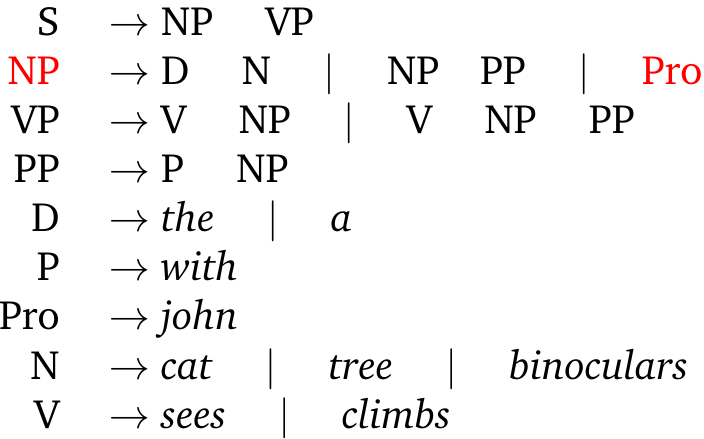 S → NP VP
NP → D N | NP PP | Pro
VP → V NP | V NP PP
PP → P NP
D → the | a
P → with
Pro → john
N → cat | tree | binoculars
V → sees | climbs